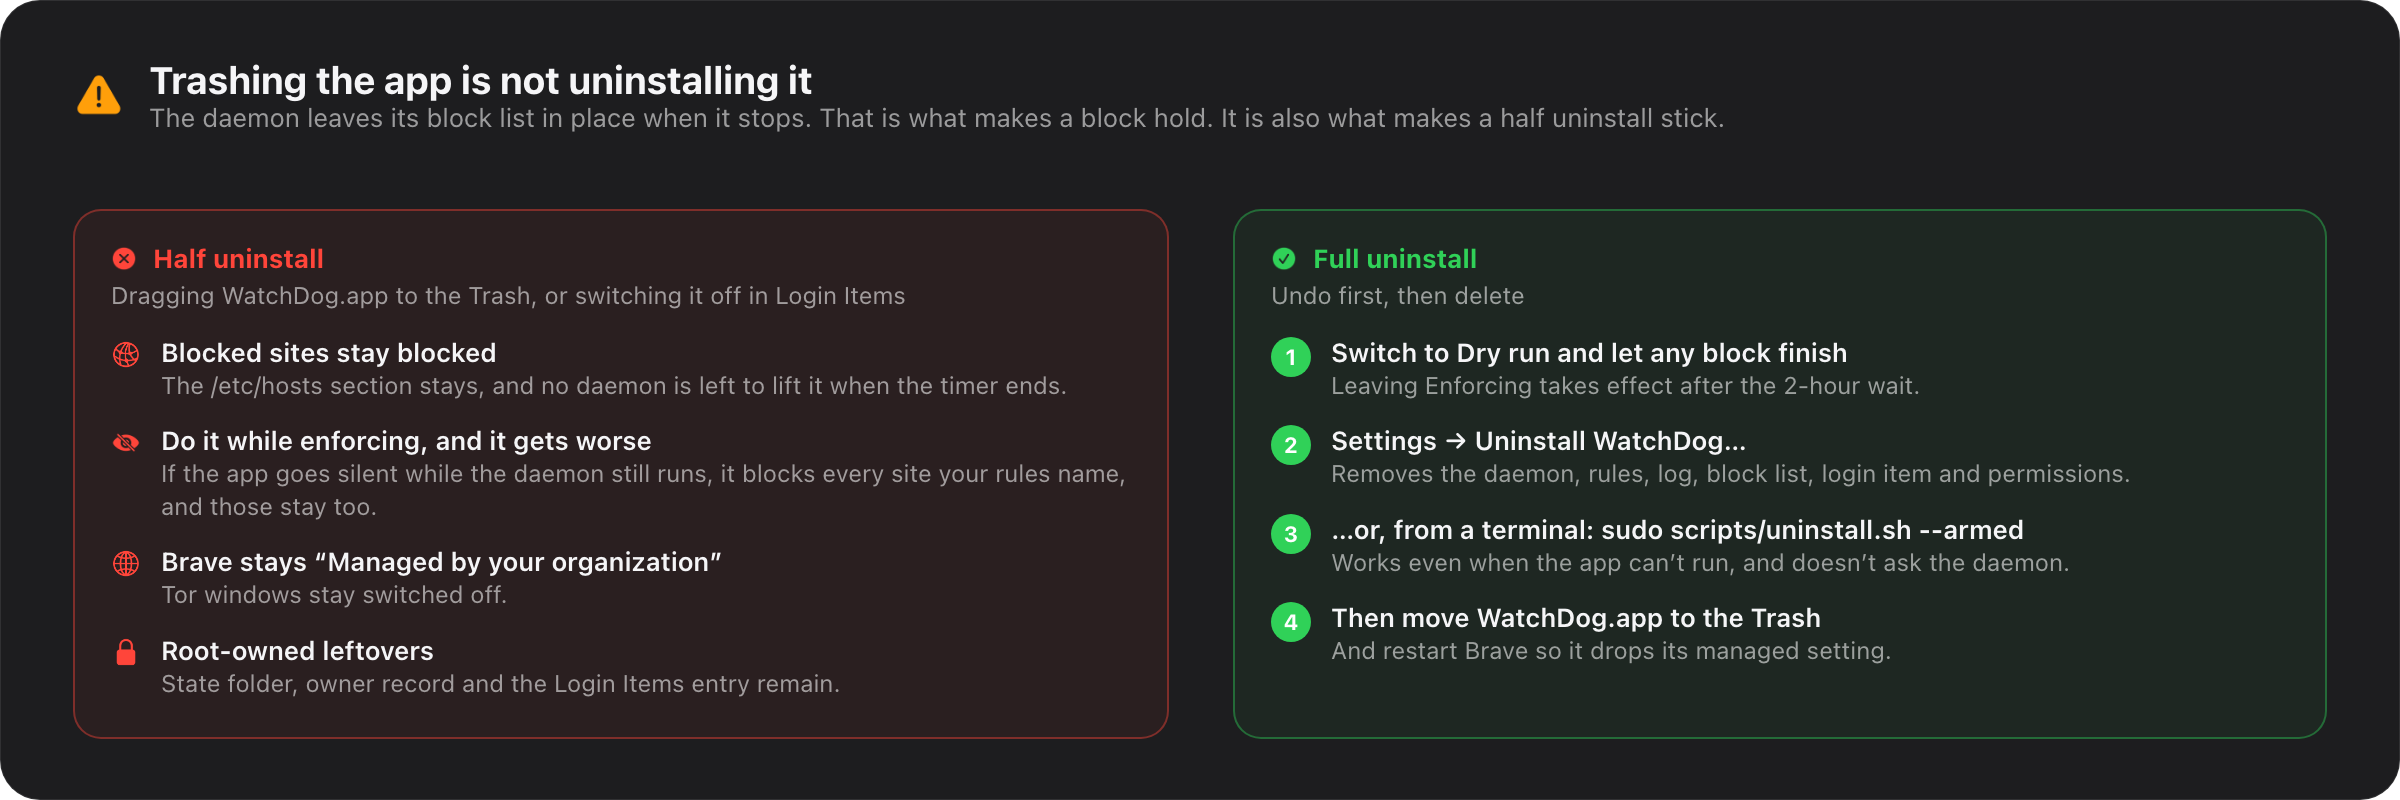 Trashing the app is not uninstalling it
The daemon leaves its block list in place when it stops. That is what makes a block hold. It is also what makes a half uninstall stick.
Half uninstall
Dragging WatchDog.app to the Trash, or switching it off in Login Items
Blocked sites stay blocked
The /etc/hosts section stays, and no daemon is left to lift it when the timer ends.
Do it while enforcing, and it gets worse
If the app goes silent while the daemon still runs, it blocks every site your rules name,
and those stay too.
Brave stays “Managed by your organization”
Tor windows stay switched off.
Root-owned leftovers
State folder, owner record and the Login Items entry remain.
Full uninstall
Undo first, then delete
1 Switch to Dry run and let any block finish
Leaving Enforcing takes effect after the 2-hour wait.
2 Settings → Uninstall WatchDog...
Removes the daemon, rules, log, block list, login item and permissions.
3 ...or, from a terminal: sudo scripts/uninstall.sh --armed
Works even when the app can’t run, and doesn’t ask the daemon.
4 Then move WatchDog.app to the Trash
And restart Brave so it drops its managed setting.